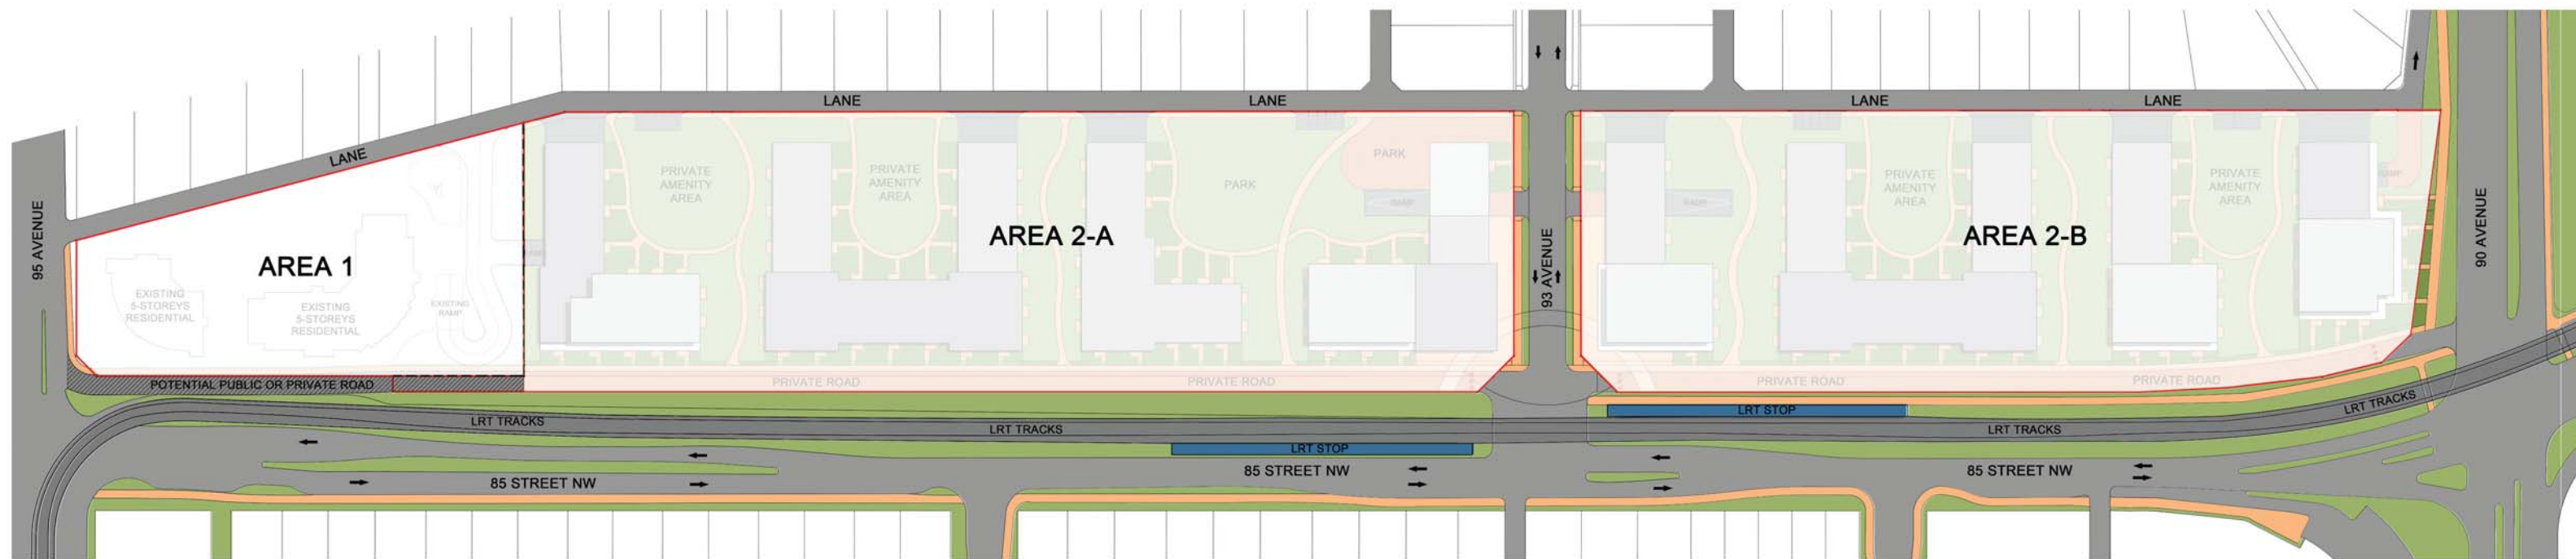 LANE
LANE
LANE
LANE
LANE
95 AVENUE
AREA 1
EXISTING
5-STOREYS
RESIDENTIAL
EXISTING
5-STOREYS
RESIDENTIAL
EXISTING
RAMP
PRIVATE
AMENITY
AREA
PRIVATE
AMENITY
AREA
AREA 2-A
PARK
PARK
RAMP
93 AVENUE
RAMP
PRIVATE
AMENITY
AREA
AREA 2-B
PRIVATE
AMENITY
AREA
RAMP
90 AVENUE
POTENTIAL PUBLIC OR PRIVATE ROAD
PRIVATE ROAD
PRIVATE ROAD
PRIVATE ROAD
PRIVATE ROAD
LRT TRACKS
LRT TRACKS
LRT STOP
LRT STOP
LRT TRACKS
LRT TRACKS
85 STREET NW
85 STREET NW
85 STREET NW